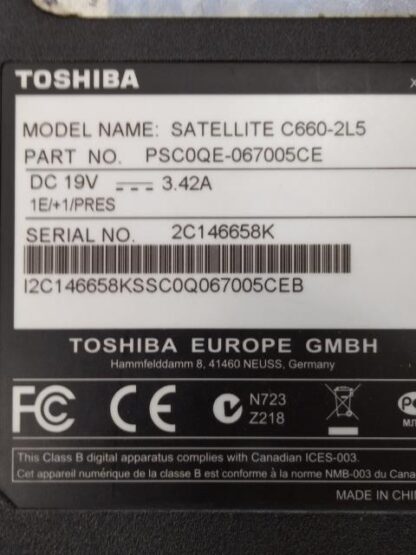 TOSHIBA
MODEL NAME: SATELLITE C660-2L5
PART NO. PSC0QE-067005CE
DC 19V 3.42A
1E/+1/PRES
SERIAL NO. 2C146658K
I2C146658KSSC0Q067005CEB
TOSHIBA EUROPE GMBH
Hammfelddamm 8, 41460 NEUSS, Germany
FC CE N723
Z218
This Class B digital apparatus complies with Canadian ICES-003.
Cet appareil numérique de la classe B est conforme à la norme NMB-003 du Cana
MADE IN CHI